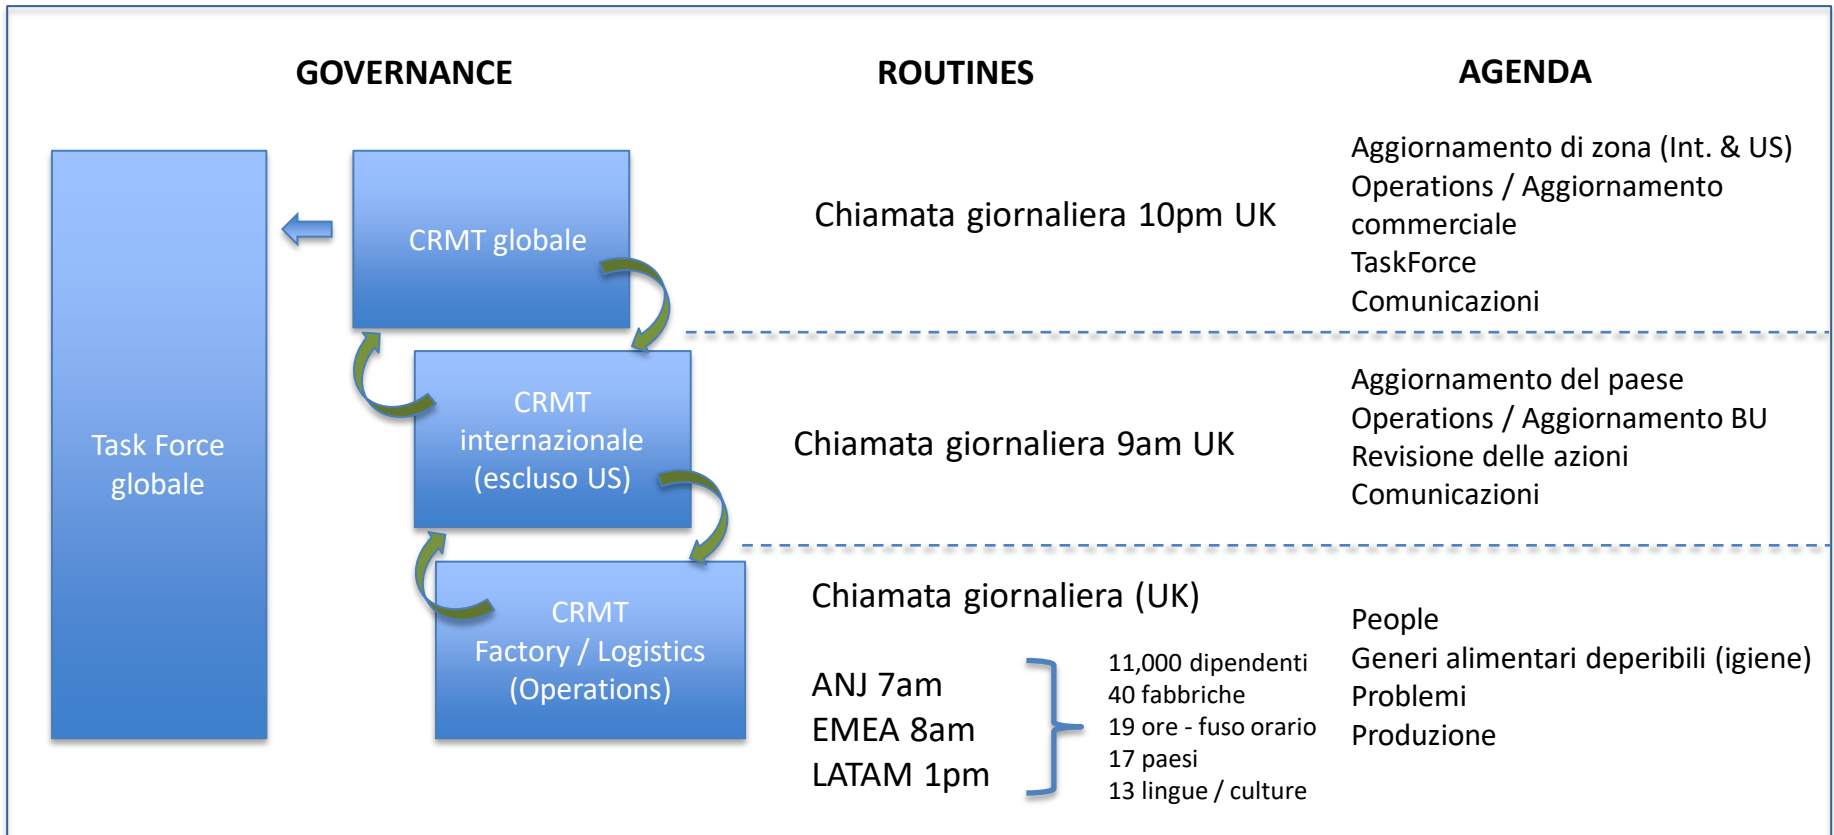 GOVERNANCE
ROUTINES
AGENDA
Task Force
globale
CRMT globale
Chiamata giornaliera 10pm UK
Aggiornamento di zona (Int. & US)
Operations / Aggiornamento
commerciale
TaskForce
Comunicazioni
CRMT
internazionale
(escluso US)
Chiamata giornaliera 9am UK
Aggiornamento del paese
Operations / Aggiornamento BU
Revisione delle azioni
Comunicazioni
CRMT
Factory / Logistics
(Operations)
Chiamata giornaliera (UK)
ANJ 7am
EMEA 8am
LATAM 1pm
11,000 dipendenti
40 fabbriche
19 ore - fuso orario
17 paesi
13 lingue / culture
People
Generi alimentari deperibili (igiene)
Problemi
Produzione